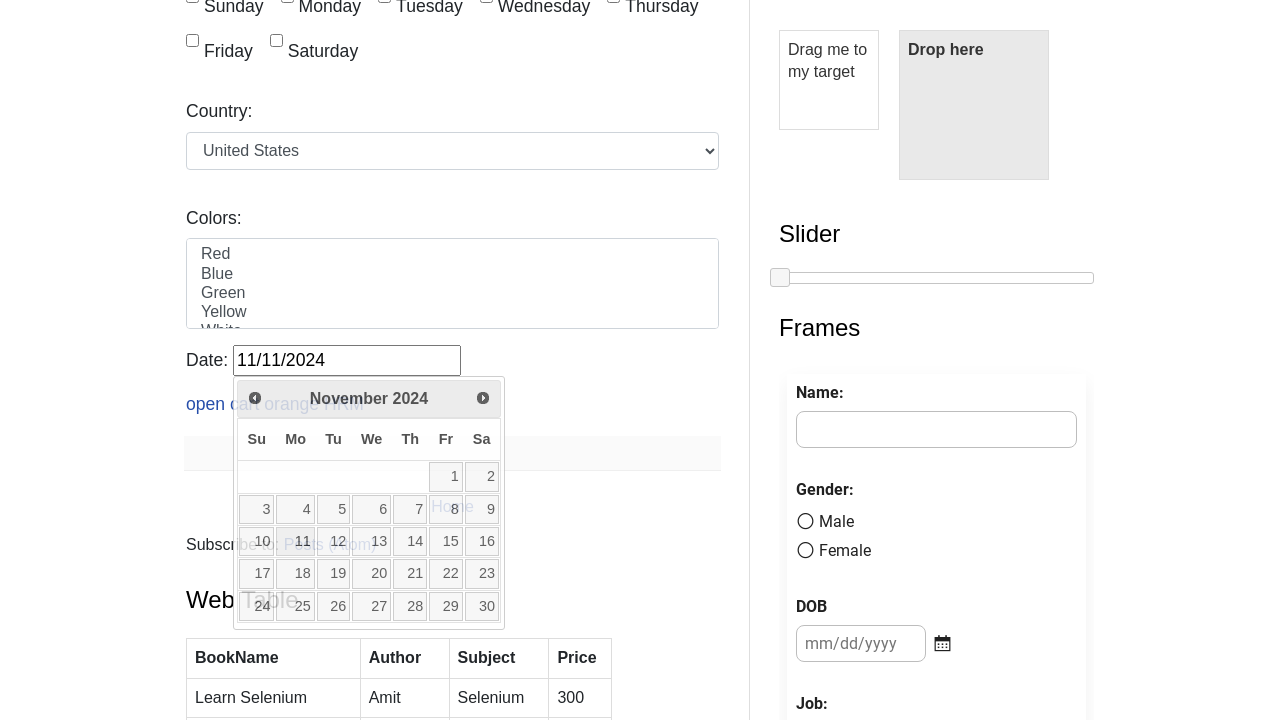 Sunday Monday Tuesday Wednesday Thursday
Friday Saturday
Country:
United States
Colors:
Red
Blue
Green
Yellow
White
Date: 11/11/2024
open cart orange HRM
November 2024
Su Mo Tu We Th Fr Sa
1 2
3 4 5 6 7 8 9
Home
10 11 12 13 14 15 16
Subscribe to: Posts (Atom)
17 18 19 20 21 22 23
24 25 26 27 28 29 30
Web Table
BookName Author Subject Price
Learn Selenium Amit Selenium 300
Drag me to
my target
Drop here
Slider
Frames
Name:
Gender:
Male
Female
DOB
mm/dd/yyyy
Job: